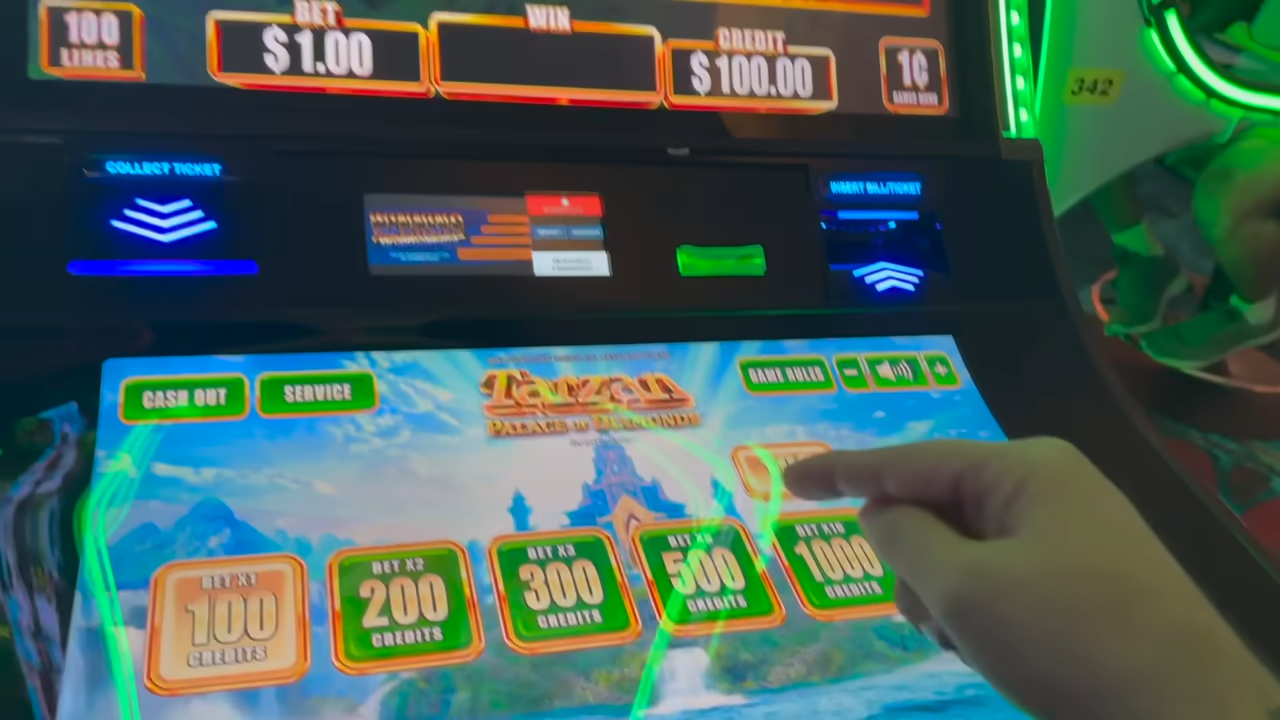 100
LINES
BET
$1.00
WIN
CREDIT
$100.00
1¢
342
COLLECT TICKET
INSERT BILL/TICKET
CASH OUT
SERVICE
Tarzan
PALACE OF DIAMONDS
GAME RULES
-
+
BET X1
100
CREDITS
BET X2
200
CREDITS
BET X3
300
CREDITS
BET X5
500
CREDITS
BET X10
1000
CREDITS